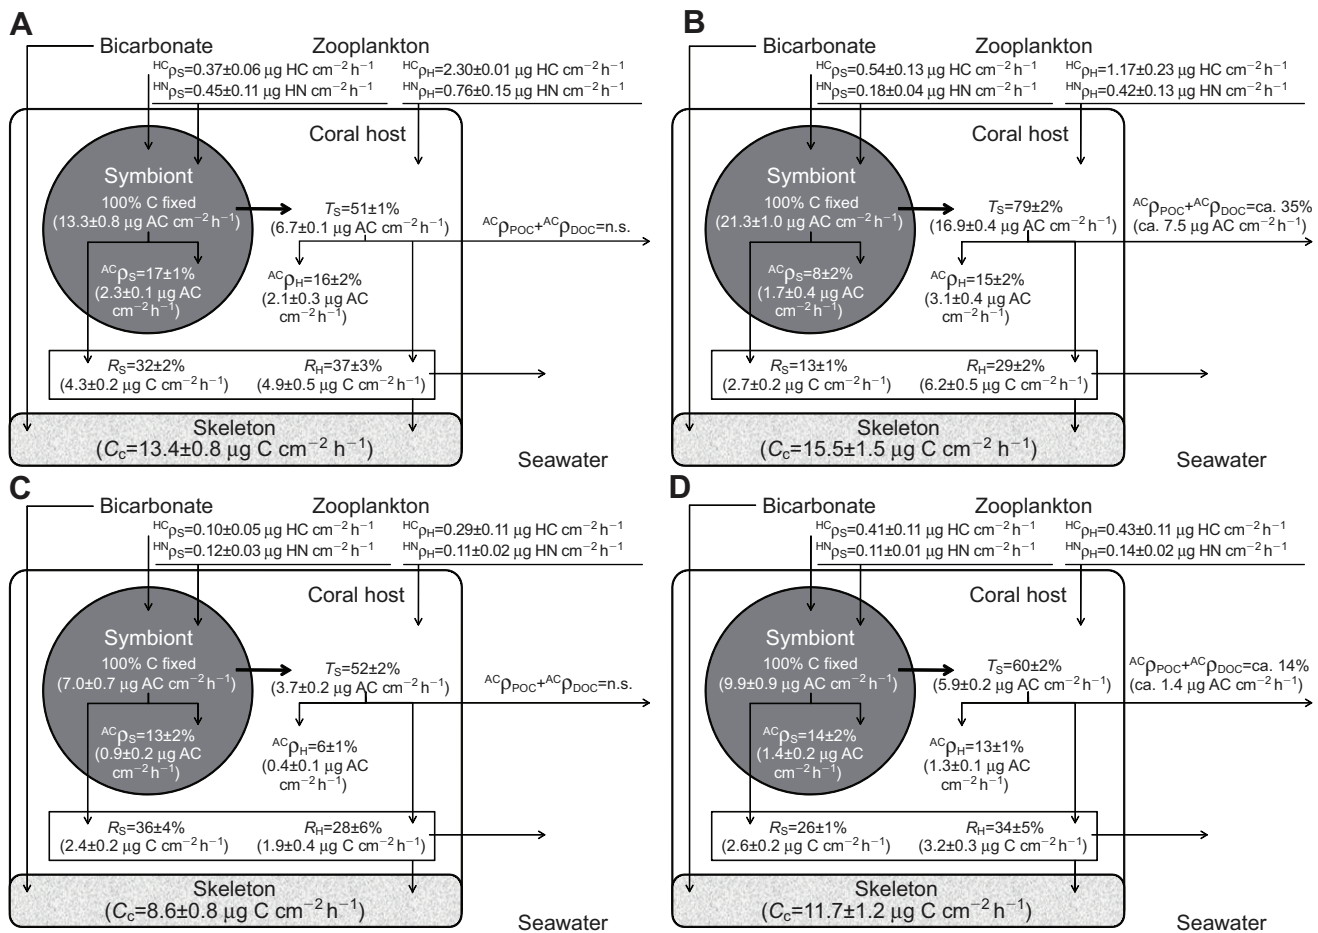 A
Bicarbonate
Zooplankton
HCρS=0.37±0.06 µg HC cm−2 h−1
HNρS=0.45±0.11 µg HN cm−2 h−1
HCρH=2.30±0.01 µg HC cm−2 h−1
HNρH=0.76±0.15 µg HN cm−2 h−1
Coral host
Symbiont
100% C fixed
(13.3±0.8 µg AC cm−2 h−1)
TS=51±1%
(6.7±0.1 µg AC cm−2 h−1)
ACρPOC+ACρDOC=n.s.
ACρS=17±1%
(2.3±0.1 µg AC
cm−2 h−1)
ACρH=16±2%
(2.1±0.3 µg AC
cm−2 h−1)
RS=32±2%
(4.3±0.2 µg C cm−2 h−1)
RH=37±3%
(4.9±0.5 µg C cm−2 h−1)
Skeleton
(Cc=13.4±0.8 µg C cm−2 h−1)
Seawater
B
Bicarbonate
Zooplankton
HCρS=0.54±0.13 µg HC cm−2 h−1
HNρS=0.18±0.04 µg HN cm−2 h−1
HCρH=1.17±0.23 µg HC cm−2 h−1
HNρH=0.42±0.13 µg HN cm−2 h−1
Coral host
Symbiont
100% C fixed
(21.3±1.0 µg AC cm−2 h−1)
TS=79±2%
(16.9±0.4 µg AC cm−2 h−1)
ACρPOC+ACρDOC=ca. 35%
(ca. 7.5 µg AC cm−2 h−1)
ACρS=8±2%
(1.7±0.4 µg AC
cm−2 h−1)
ACρH=15±2%
(3.1±0.4 µg AC
cm−2 h−1)
RS=13±1%
(2.7±0.2 µg C cm−2 h−1)
RH=29±2%
(6.2±0.5 µg C cm−2 h−1)
Skeleton
(Cc=15.5±1.5 µg C cm−2 h−1)
Seawater
C
Bicarbonate
Zooplankton
HCρS=0.10±0.05 µg HC cm−2 h−1
HNρS=0.12±0.03 µg HN cm−2 h−1
HCρH=0.29±0.11 µg HC cm−2 h−1
HNρH=0.11±0.02 µg HN cm−2 h−1
Coral host
Symbiont
100% C fixed
(7.0±0.7 µg AC cm−2 h−1)
TS=52±2%
(3.7±0.2 µg AC cm−2 h−1)
ACρPOC+ACρDOC=n.s.
ACρS=13±2%
(0.9±0.2 µg AC
cm−2 h−1)
ACρH=6±1%
(0.4±0.1 µg AC
cm−2 h−1)
RS=36±4%
(2.4±0.2 µg C cm−2 h−1)
RH=28±6%
(1.9±0.4 µg C cm−2 h−1)
Skeleton
(Cc=8.6±0.8 µg C cm−2 h−1)
Seawater
D
Bicarbonate
Zooplankton
HCρS=0.41±0.11 µg HC cm−2 h−1
HNρS=0.11±0.01 µg HN cm−2 h−1
HCρH=0.43±0.11 µg HC cm−2 h−1
HNρH=0.14±0.02 µg HN cm−2 h−1
Coral host
Symbiont
100% C fixed
(9.9±0.9 µg AC cm−2 h−1)
TS=60±2%
(5.9±0.2 µg AC cm−2 h−1)
ACρPOC+ACρDOC=ca. 14%
(ca. 1.4 µg AC cm−2 h−1)
ACρS=14±2%
(1.4±0.2 µg AC
cm−2 h−1)
ACρH=13±1%
(1.3±0.1 µg AC
cm−2 h−1)
RS=26±1%
(2.6±0.2 µg C cm−2 h−1)
RH=34±5%
(3.2±0.3 µg C cm−2 h−1)
Skeleton
(Cc=11.7±1.2 µg C cm−2 h−1)
Seawater